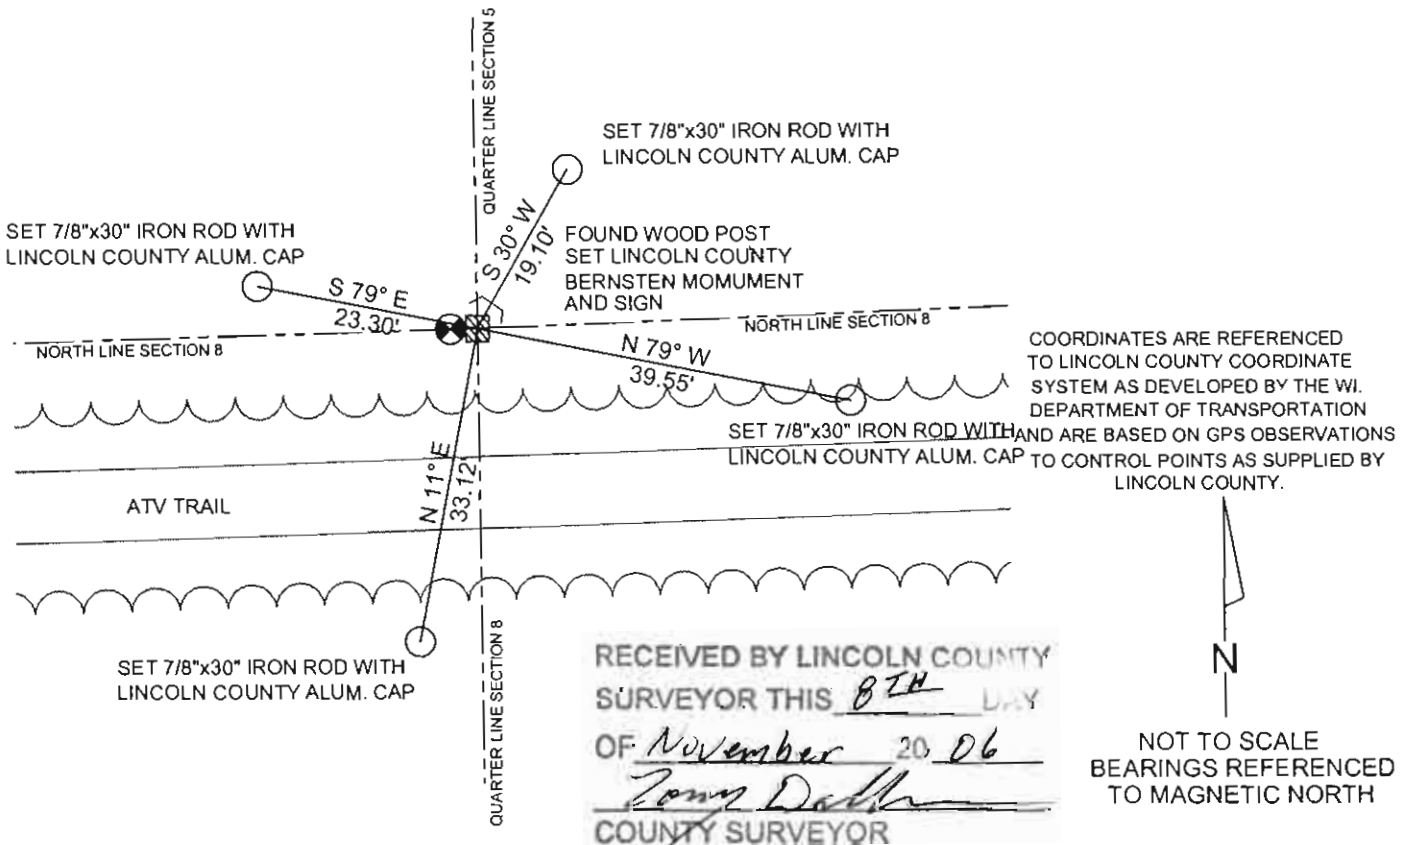 QUARTER LINE SECTION 5
SET 7/8"x30" IRON ROD WITH
LINCOLN COUNTY ALUM. CAP
SET 7/8"x30" IRON ROD WITH
LINCOLN COUNTY ALUM. CAP
S 30° W
19.10'
FOUND WOOD POST
SET LINCOLN COUNTY
BERNSTEN MOMUMENT
AND SIGN
S 79° E
23.30'
NORTH LINE SECTION 8
NORTH LINE SECTION 8
N 79° W
39.55'
COORDINATES ARE REFERENCED
TO LINCOLN COUNTY COORDINATE
SYSTEM AS DEVELOPED BY THE WI.
DEPARTMENT OF TRANSPORTATION
AND ARE BASED ON GPS OBSERVATIONS
TO CONTROL POINTS AS SUPPLIED BY
LINCOLN COUNTY.
SET 7/8"x30" IRON ROD WITH
LINCOLN COUNTY ALUM. CAP
N 11° E
33.12'
ATV TRAIL
SET 7/8"x30" IRON ROD WITH
LINCOLN COUNTY ALUM. CAP
QUARTER LINE SECTION 8
RECEIVED BY LINCOLN COUNTY
SURVEYOR THIS 8TH DAY
OF November 20 06
COUNTY SURVEYOR
N
NOT TO SCALE
BEARINGS REFERENCED
TO MAGNETIC NORTH